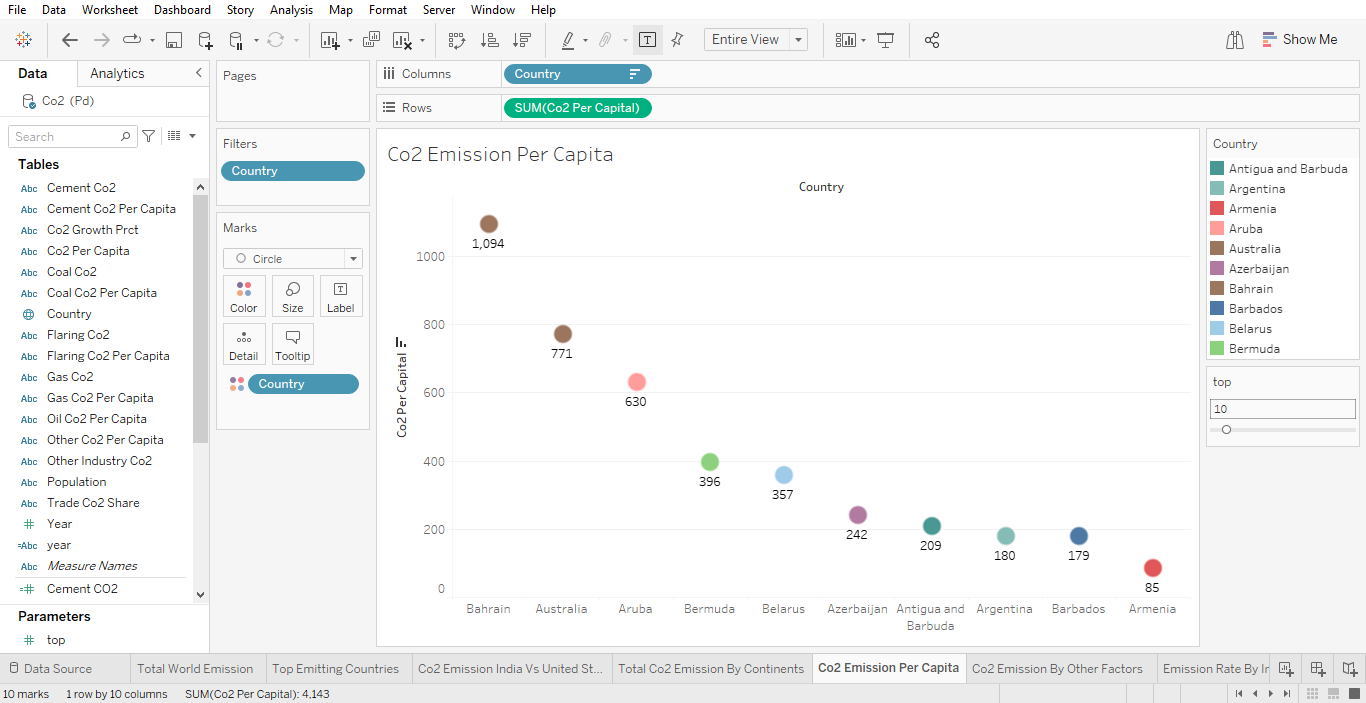 File Data Worksheet Dashboard Story Analysis Map Format Server Window Help
Entire View
Show Me
Data Analytics
Co2 (Pd)
Search
Tables
Abc Cement Co2
Abc Cement Co2 Per Capita
Abc Co2 Growth Prct
Abc Co2 Per Capita
Abc Coal Co2
Abc Coal Co2 Per Capita
Country
Abc Flaring Co2
Abc Flaring Co2 Per Capita
Abc Gas Co2
Abc Gas Co2 Per Capita
Abc Oil Co2 Per Capita
Abc Other Co2 Per Capita
Abc Other Industry Co2
Abc Population
Abc Trade Co2 Share
# Year
=Abc year
Abc Measure Names
=# Cement CO2
Parameters
# top
Pages
Filters
Country
Marks
Circle
Color Size Label
Detail Tooltip
Country
Columns Country
Rows SUM(Co2 Per Capital)
Co2 Emission Per Capita
Country
Co2 Per Capital
1000
800
600
400
200
0
1,094
771
630
396
357
242
209
180
179
85
Bahrain Australia Aruba Bermuda Belarus Azerbaijan Antigua and Argentina Barbados Armenia
Barbuda
Country
Antigua and Barbuda
Argentina
Armenia
Aruba
Australia
Azerbaijan
Bahrain
Barbados
Belarus
Bermuda
top
10
Data Source Total World Emission Top Emitting Countries Co2 Emission India Vs United St... Total Co2 Emission By Continents Co2 Emission Per Capita Co2 Emission By Other Factors Emission Rate By In
10 marks 1 row by 10 columns SUM(Co2 Per Capital): 4,143